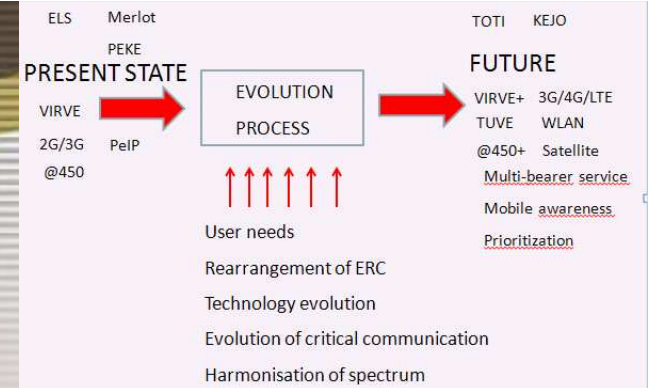 ELS Merlot
PEKE
PRESENT STATE
VIRVE
2G/3G PeIP
@450
EVOLUTION
PROCESS
TOTI KEJO
FUTURE
VIRVE+ 3G/4G/LTE
TUVE WLAN
@450+ Satellite
Multi-bearer service
Mobile awareness
Prioritization
User needs
Rearrangement of ERC
Technology evolution
Evolution of critical communication
Harmonisation of spectrum